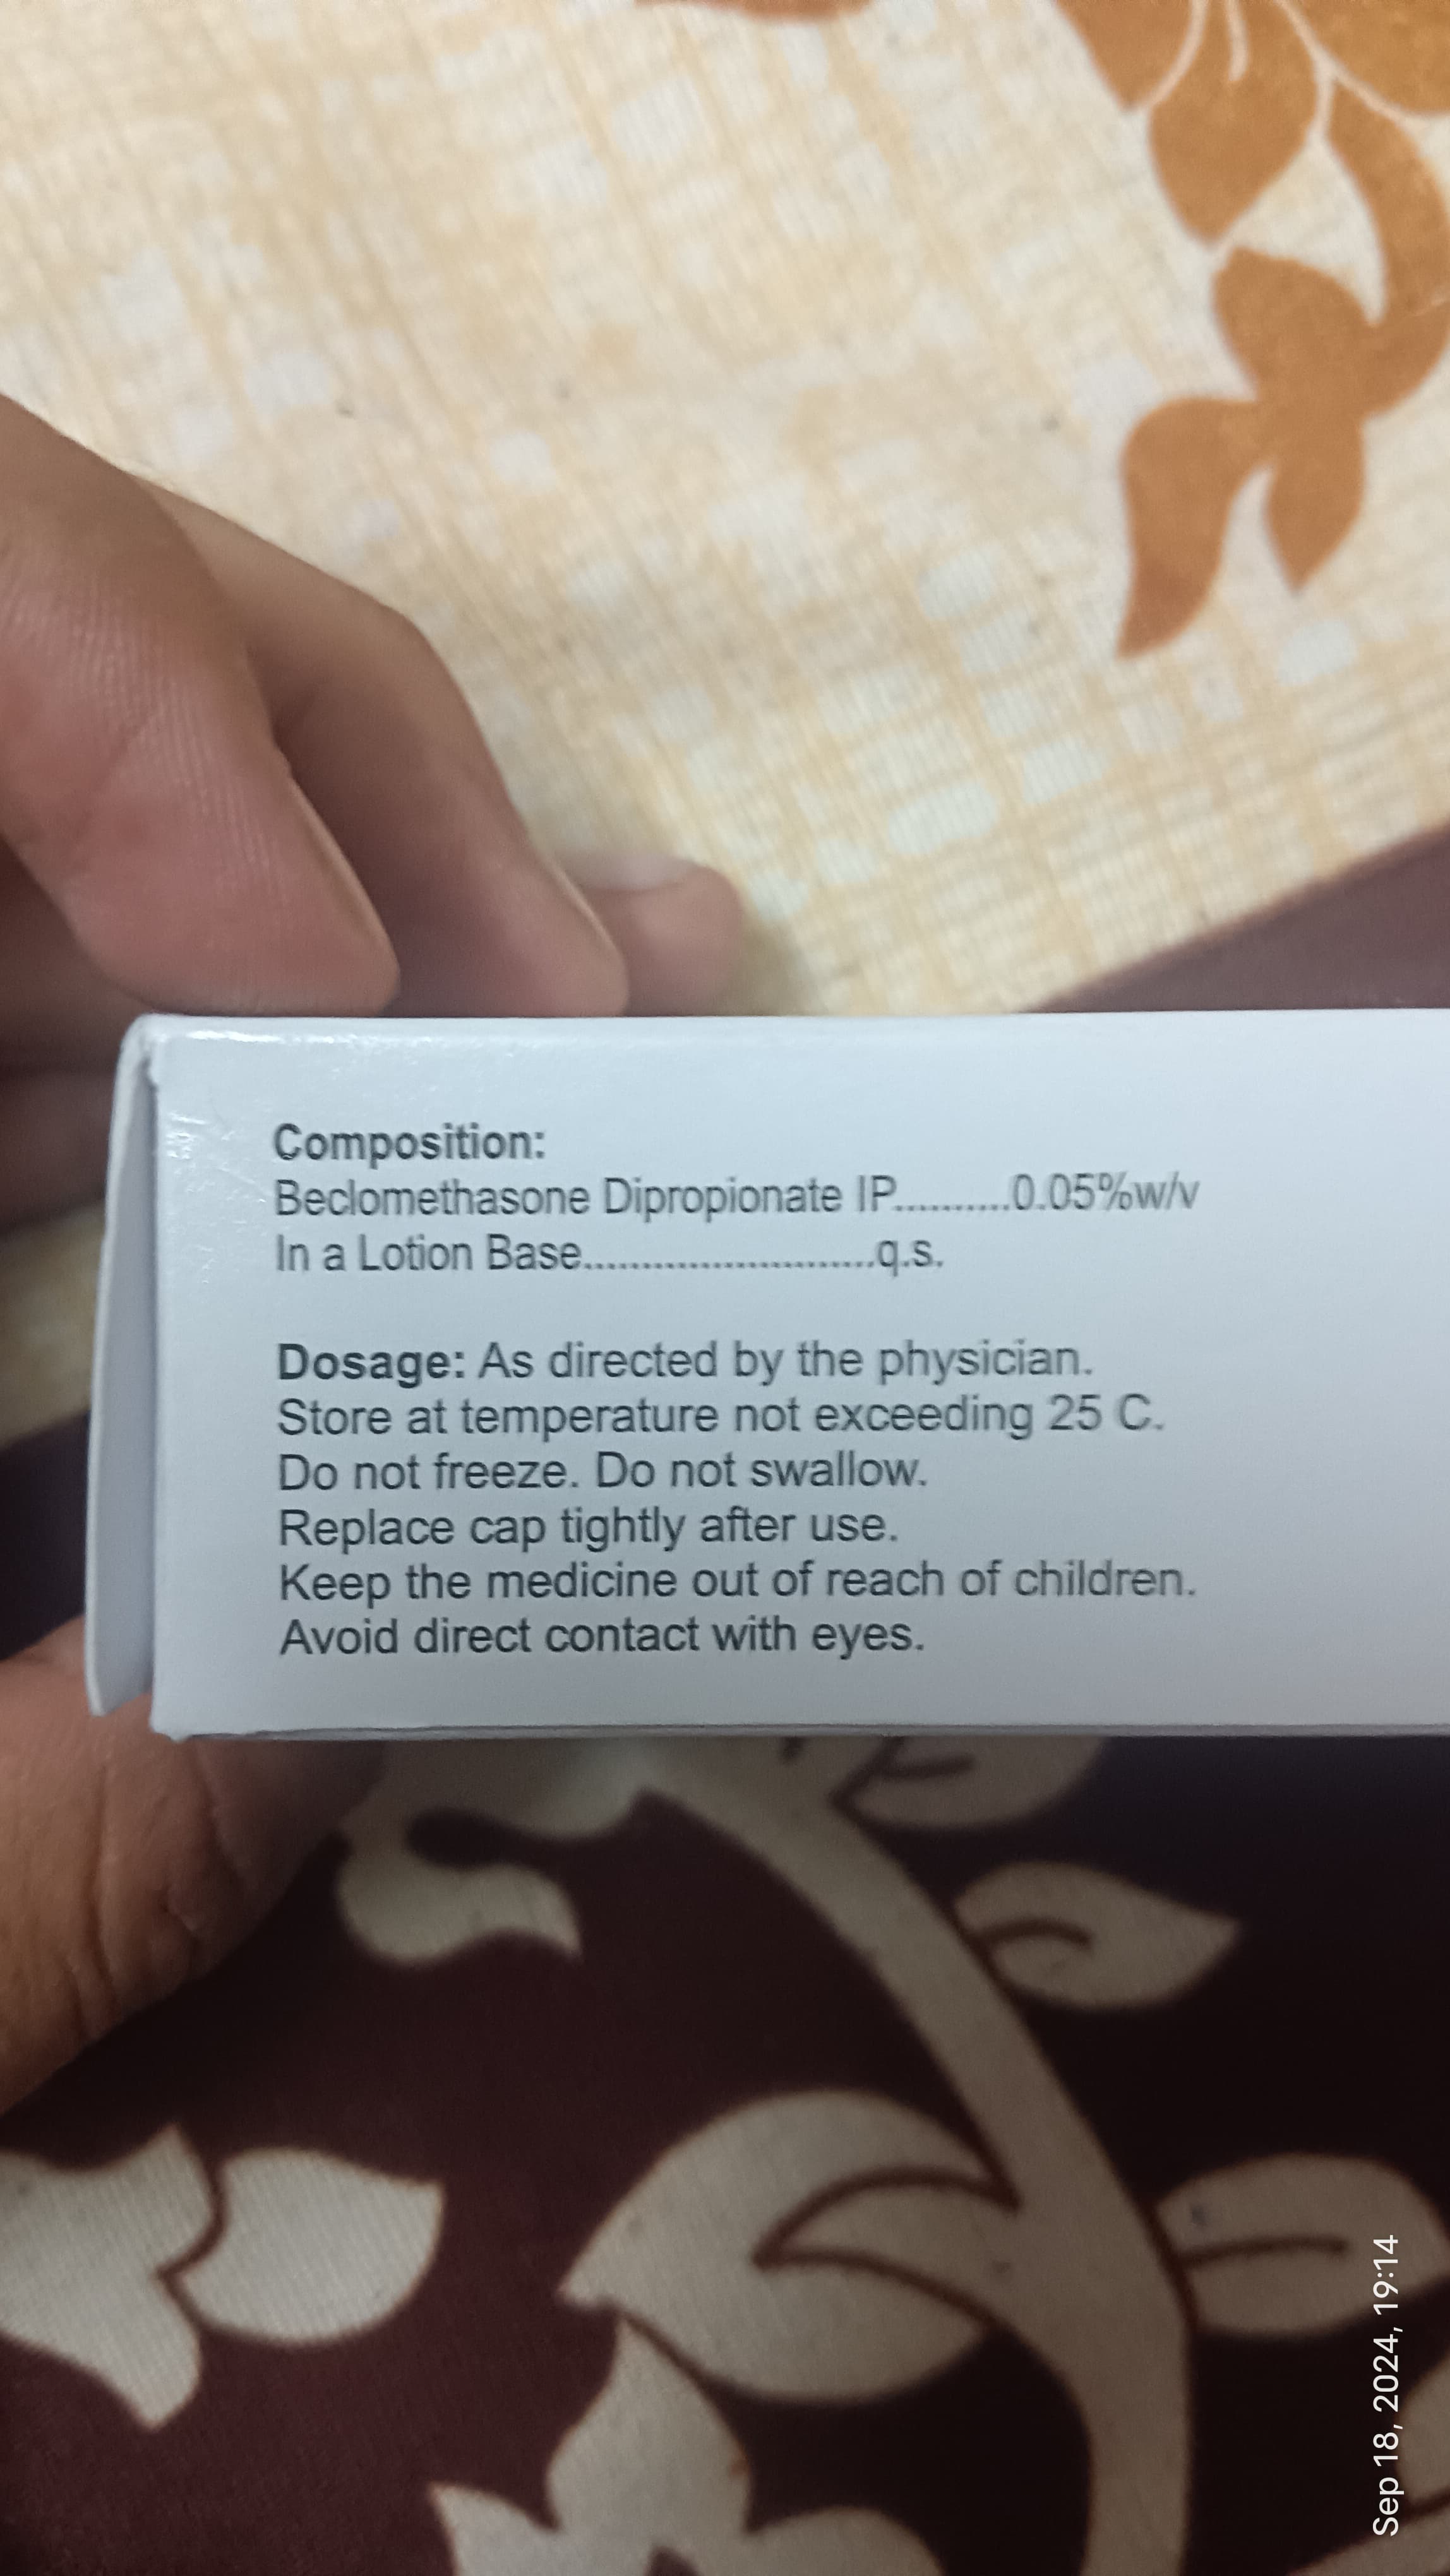 Composition:
Beclomethasone Dipropionate IP..........0.05%w/v
In a Lotion Base.........................q.s.
Dosage: As directed by the physician.
Store at temperature not exceeding 25 C.
Do not freeze. Do not swallow.
Replace cap tightly after use.
Keep the medicine out of reach of children.
Avoid direct contact with eyes.
Sep 18, 2024, 19:14